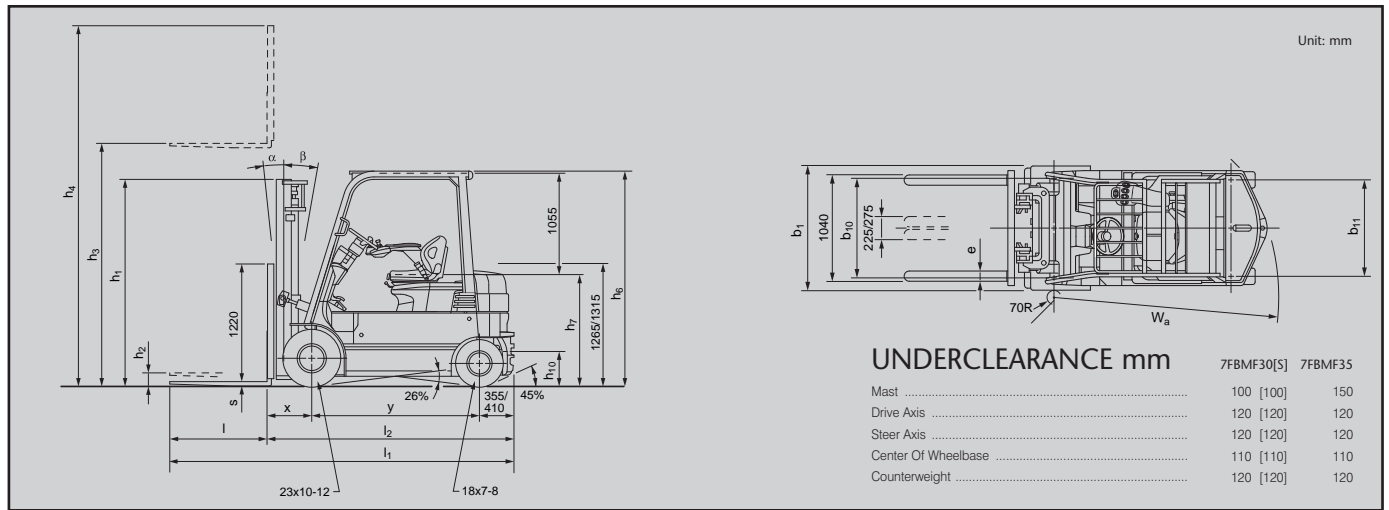 Unit: mm
h4
h3
h1
h2
α
β
1220
s
l
x
y
l2
l1
23x10-12
18x7-8
26%
355/
410
45%
h10
h7
1055
1265/1315
h6
b1
1040
b10
225/275
e
b11
70R
Wa
UNDERCLEARANCE mm 7FBMF30[S] 7FBMF35
Mast ........ 100 [100] 150
Drive Axis ........ 120 [120] 120
Steer Axis ........ 120 [120] 120
Center Of Wheelbase ........ 110 [110] 110
Counterweight ........ 120 [120] 120